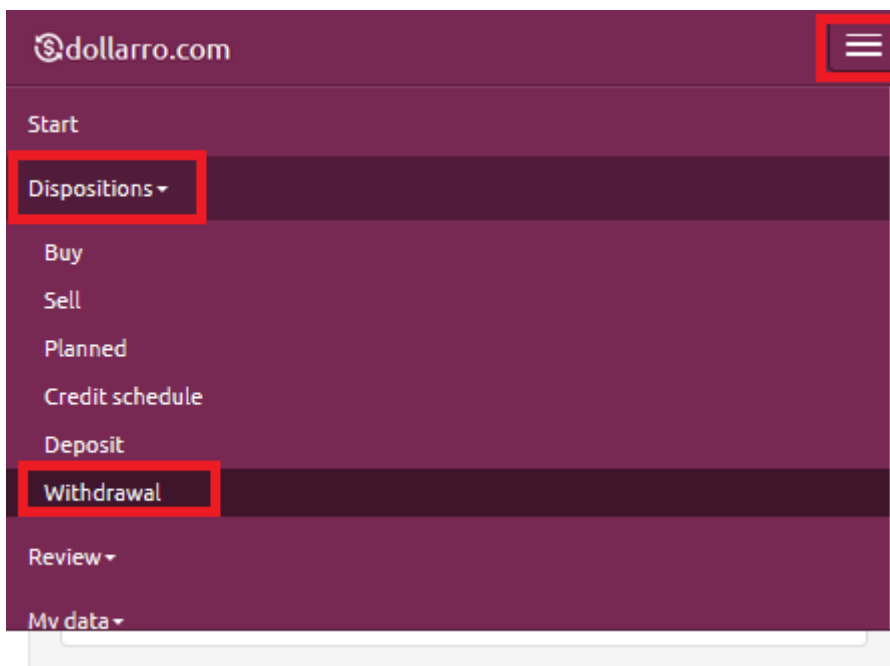 dollarro.com
Start
Dispositions
Buy
Sell
Planned
Credit schedule
Deposit
Withdrawal
Review
My data